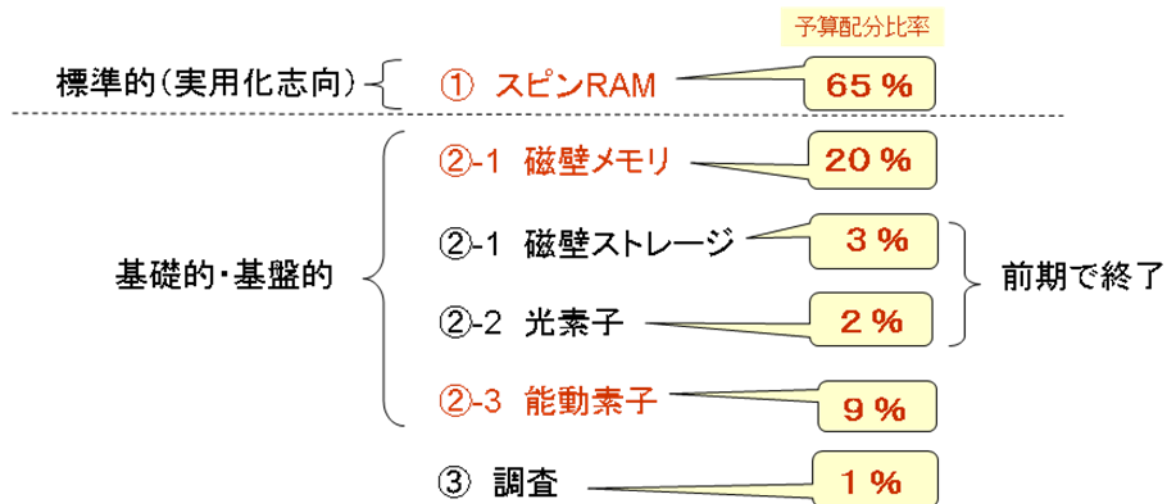 予算配分比率
標準的(実用化志向) ① スピンRAM 65 %
②-1 磁壁メモリ 20 %
②-1 磁壁ストレージ 3 %
基礎的・基盤的 前期で終了
②-2 光素子 2 %
②-3 能動素子 9 %
③ 調査 1 %